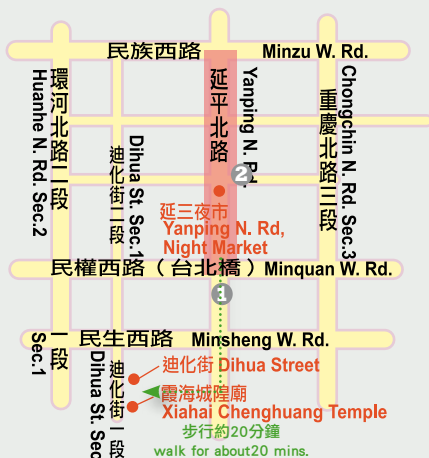 民族西路 Minzu W. Rd.
環河北路二段
Huanhe N. Rd. Sec.2
迪化街二段
Dihua St. Sec.1
延平北路
Yanping N. Rd.
重慶北路三段
Chongchin N. Rd. Sec.3
2
延三夜市
Yanping N. Rd,
Night Market
民權西路（台北橋） Minquan W. Rd.
1
民生西路 Minsheng W. Rd.
一段
Sec.1
迪化街一段
Dihua St. Sec
迪化街 Dihua Street
霞海城隍廟
Xiahai Chenghuang Temple
步行約20分鐘
walk for about20 mins.